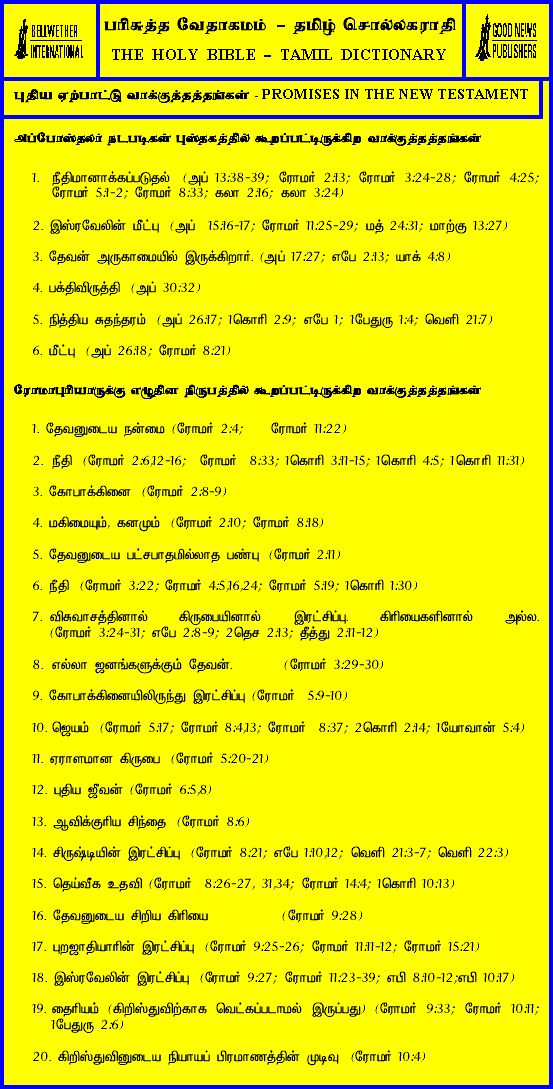 BELLWETHER
INTERNATIONAL
பரிசுத்த வேதாகமம் – தமிழ் சொல்லகராதி
THE HOLY BIBLE – TAMIL DICTIONARY
GOOD NEWS
PUBLISHERS
புதிய ஏற்பாட்டு வாக்குத்தத்தங்கள் - PROMISES IN THE NEW TESTAMENT
அப்போஸ்தலர் நடபடிகள் புஸ்தகத்தில் கூறப்பட்டிருக்கிற வாக்குத்தத்தங்கள்
1. நீதிமானாக்கப்படுதல் (அப் 13:38-39; ரோமர் 2:13; ரோமர் 3:24-28; ரோமர் 4:25;
ரோமர் 5:1-2; ரோமர் 8:33; கலா 2:16; கலா 3:24)
2. இஸ்ரவேலின் மீட்பு (அப் 15:16-17; ரோமர் 11:25-29; மத் 24:31; மாற்கு 13:27)
3. தேவன் அருகாமையில் இருக்கிறார். (அப் 17:27; எபே 2:13; யாக் 4:8)
4. பக்திவிருத்தி (அப் 30:32)
5. நித்திய சுதந்தரம் (அப் 26:17; 1கொரி 2:9; எபே 1; 1பேதுரு 1:4; வெளி 21:7)
6. மீட்பு (அப் 26:18; ரோமர் 8:21)
ரோமாபுரியாருக்கு எழுதின நிருபத்தில் கூறப்பட்டிருக்கிற வாக்குத்தத்தங்கள்
1. தேவனுடைய நன்மை (ரோமர் 2:4; ரோமர் 11:22)
2. நீதி (ரோமர் 2:6,12-16; ரோமர் 8:33; 1கொரி 3:11-15; 1கொரி 4:5; 1கொரி 11:31)
3. கோபாக்கினை (ரோமர் 2:8-9)
4. மகிமையும், கனமும் (ரோமர் 2:10; ரோமர் 8:18)
5. தேவனுடைய பட்சபாதமில்லாத பண்பு (ரோமர் 2:11)
6. நீதி (ரோமர் 3:22; ரோமர் 4:5,16,24; ரோமர் 5:19; 1கொரி 1:30)
7. விசுவாசத்தினால் கிருபையினால் இரட்சிப்பு. கிரியைகளினால் அல்ல.
(ரோமர் 3:24-31; எபே 2:8-9; 2தெச 2:13; தீத்து 2:11-12)
8. எல்லா ஜனங்களுக்கும் தேவன். (ரோமர் 3:29-30)
9. கோபாக்கினையிலிருந்து இரட்சிப்பு (ரோமர் 5:9-10)
10. ஜெயம் (ரோமர் 5:17; ரோமர் 8:4,13; ரோமர் 8:37; 2கொரி 2:14; 1யோவான் 5:4)
11. ஏராளமான கிருபை (ரோமர் 5:20-21)
12. புதிய ஜீவன் (ரோமர் 6:5,8)
13. ஆவிக்குரிய சிந்தை (ரோமர் 8:6)
14. சிருஷ்டியின் இரட்சிப்பு (ரோமர் 8:21; எபே 1:10,12; வெளி 21:3-7; வெளி 22:3)
15. தெய்வீக உதவி (ரோமர் 8:26-27, 31,34; ரோமர் 14:4; 1கொரி 10:13)
16. தேவனுடைய சிறிய கிரியை (ரோமர் 9:28)
17. புறஜாதியாரின் இரட்சிப்பு (ரோமர் 9:25-26; ரோமர் 11:11-12; ரோமர் 15:21)
18. இஸ்ரவேலின் இரட்சிப்பு (ரோமர் 9:27; ரோமர் 11:23-39; எபி 8:10-12;எபி 10:17)
19. தைரியம் (கிறிஸ்துவிற்காக வெட்கப்படாமல் இருப்பது) (ரோமர் 9:33; ரோமர் 10:11;
1பேதுரு 2:6)
20. கிறிஸ்துவினுடைய நியாயப் பிரமாணத்தின் முடிவு (ரோமர் 10:4)